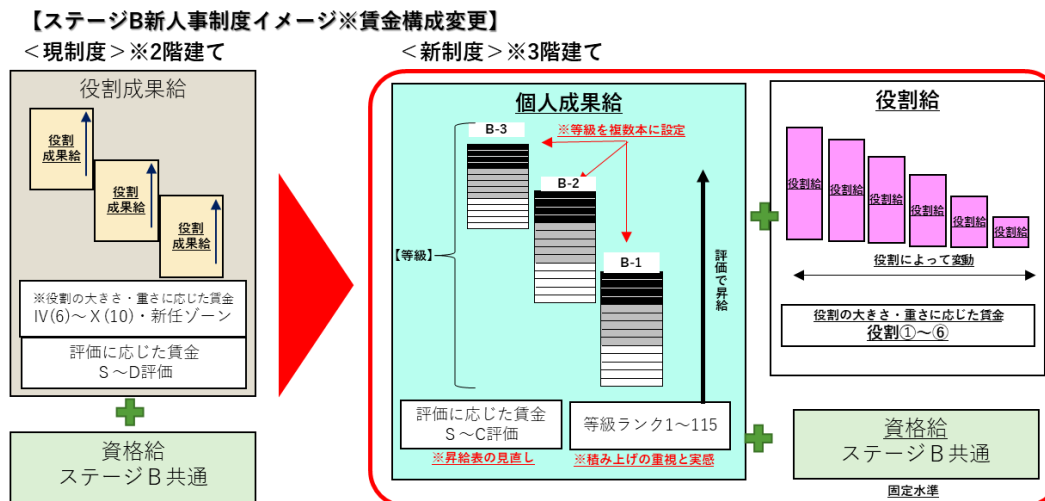 【ステージB新人事制度イメージ※賃金構成変更】
＜現制度＞※2階建て
役割成果給
役割
成果給
役割
成果給
役割
成果給
※役割の大きさ・重さに応じた賃金
Ⅳ(6)～Ⅹ(10)・新任ゾーン
評価に応じた賃金
S～D評価
資格給
ステージB共通
＜新制度＞※3階建て
個人成果給
※等級を複数本に設定
B-3
B-2
B-1
【等級】
評価で昇給
評価に応じた賃金
S～C評価
※昇給表の見直し
等級ランク1～115
※積み上げの重視と実感
役割給
役割給
役割給
役割給
役割給
役割給
役割給
役割によって変動
役割の大きさ・重さに応じた賃金
役割①～⑥
資格給
ステージB共通
固定水準